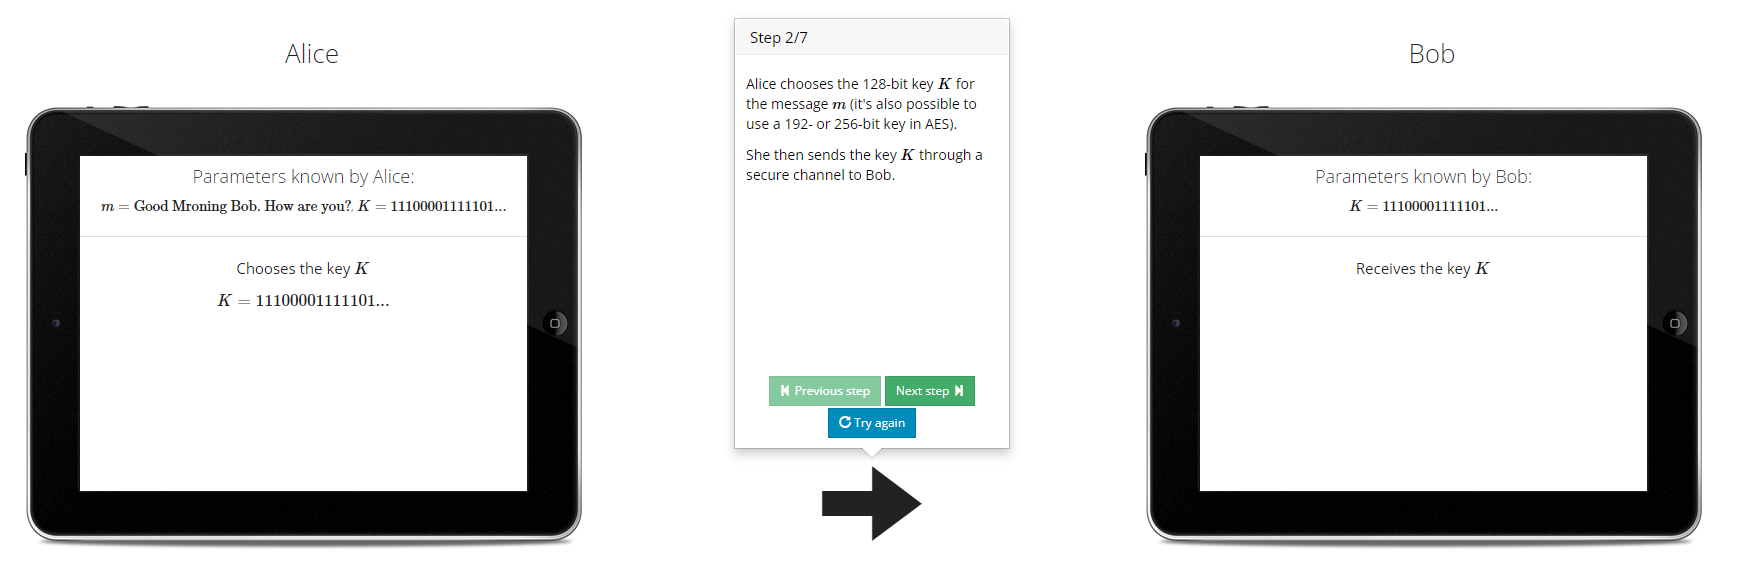 Alice
Parameters known by Alice:
m = Good Mroning Bob. How are you?, K = 11100001111101...
Chooses the key K
K = 11100001111101...
Step 2/7
Alice chooses the 128-bit key K for
the message m (it's also possible to
use a 192- or 256-bit key in AES).
She then sends the key K through a
secure channel to Bob.
Previous step
Next step
Try again
Bob
Parameters known by Bob:
K = 11100001111101...
Receives the key K